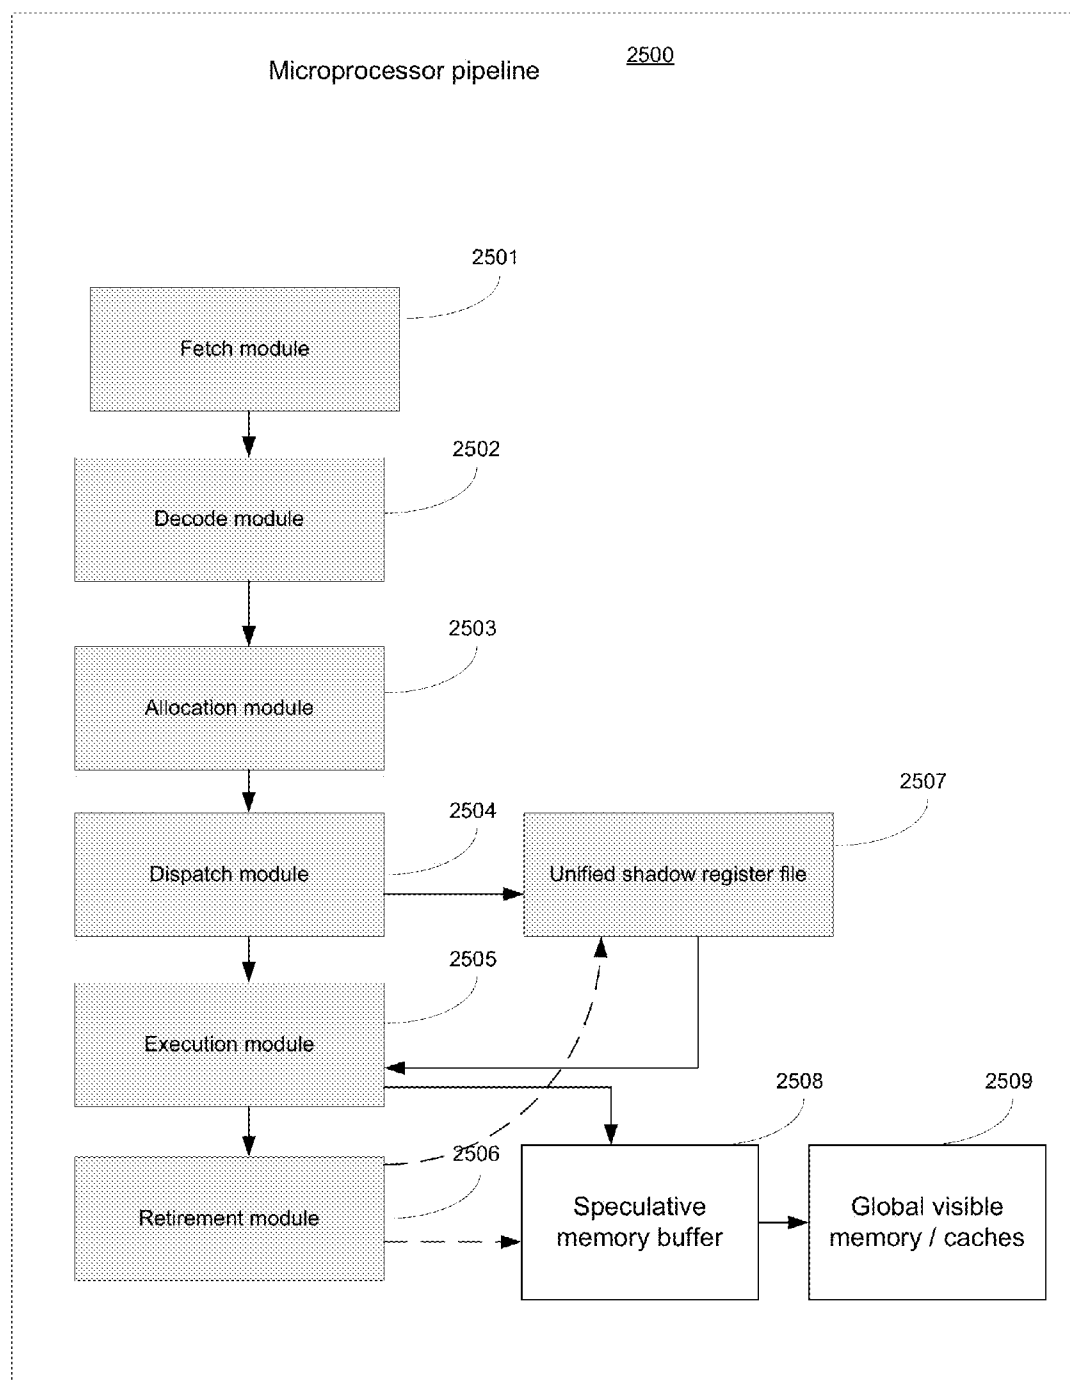 Microprocessor pipeline
2500
2501
Fetch module
2502
Decode module
2503
Allocation module
2504
2507
Dispatch module
Unified shadow register file
2505
Execution module
2508
2509
2506
Retirement module
Speculative
memory buffer
Global visible
memory / caches